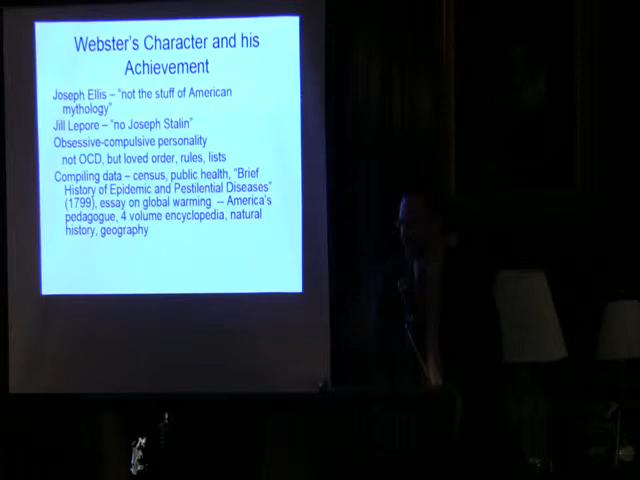 Webster's Character and his
Achievement
Joseph Ellis – "not the stuff of American
mythology"
Jill Lepore – "no Joseph Stalin"
Obsessive-compulsive personality
not OCD, but loved order, rules, lists
Compiling data – census, public health, "Brief
History of Epidemic and Pestilential Diseases"
(1799), essay on global warming -- America's
pedagogue, 4 volume encyclopedia, natural
history, geography